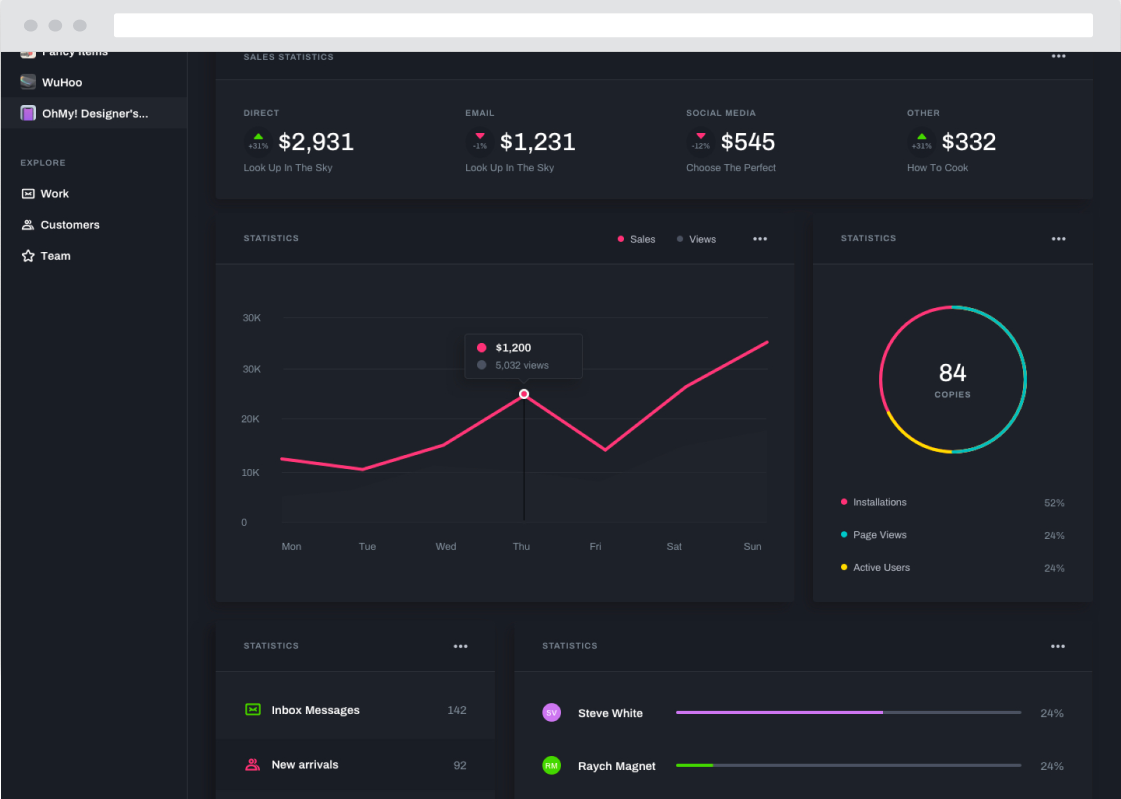 Fancy Items
WuHoo
OhMy! Designer's...
EXPLORE
Work
Customers
Team
SALES STATISTICS
DIRECT
+31%
$2,931
Look Up In The Sky
EMAIL
-1%
$1,231
Look Up In The Sky
SOCIAL MEDIA
-12%
$545
Choose The Perfect
OTHER
+31%
$332
How To Cook
STATISTICS
Sales
Views
30K
30K
20K
10K
0
$1,200
5,032 views
Mon
Tue
Wed
Thu
Fri
Sat
Sun
STATISTICS
84
COPIES
Installations 52%
Page Views 24%
Active Users 24%
STATISTICS
Inbox Messages 142
New arrivals 92
STATISTICS
SV Steve White 24%
RM Raych Magnet 24%